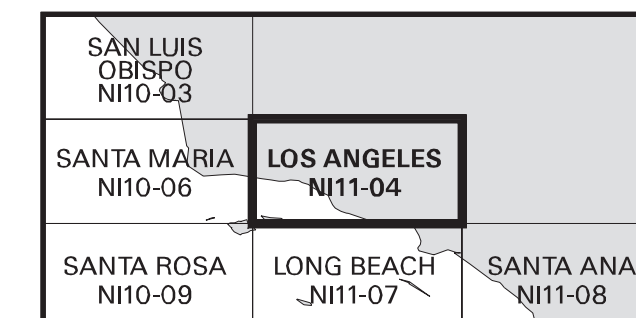 SAN LUIS
OBISPO
NI10-03
SANTA MARIA
NI10-06
LOS ANGELES
NI11-04
SANTA ROSA
NI10-09
LONG BEACH
NI11-07
SANTA ANA
NI11-08